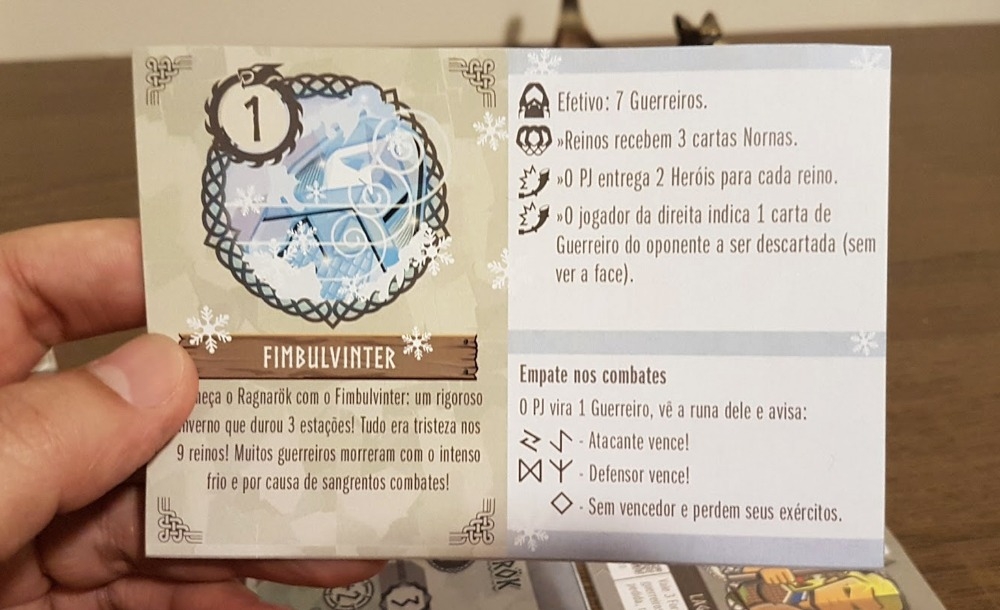 1
FIMBULVINTER
Ragnarök com o Fimbulvinter: um rigoroso
que durou 3 estações! Tudo era tristeza nos
9 reinos! Muitos guerreiros morreram com o intenso
frio e por causa de sangrentos combates!
Efetivo: 7 Guerreiros.
»Reinos recebem 3 cartas Nornas.
»O PJ entrega 2 Heróis para cada reino.
»O jogador da direita indica 1 carta de
Guerreiro do oponente a ser descartada (sem
ver a face).
Empate nos combates
O PJ vira 1 Guerreiro, vê a runa dele e avisa:
- Atacante vence!
- Defensor vence!
- Sem vencedor e perdem seus exércitos.
2
3